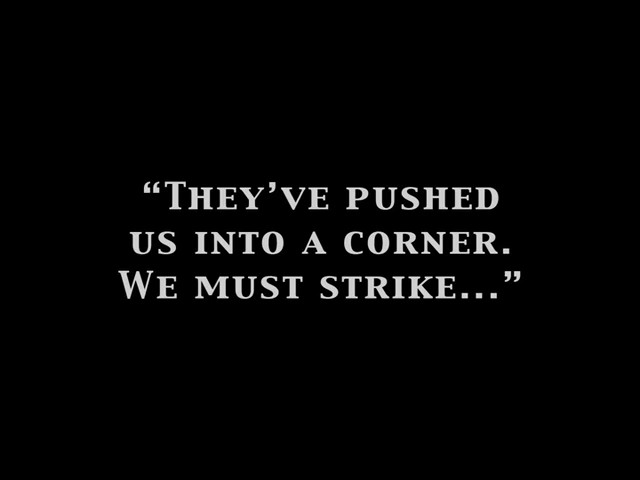 “They’ve pushed
us into a corner.
We must strike...”